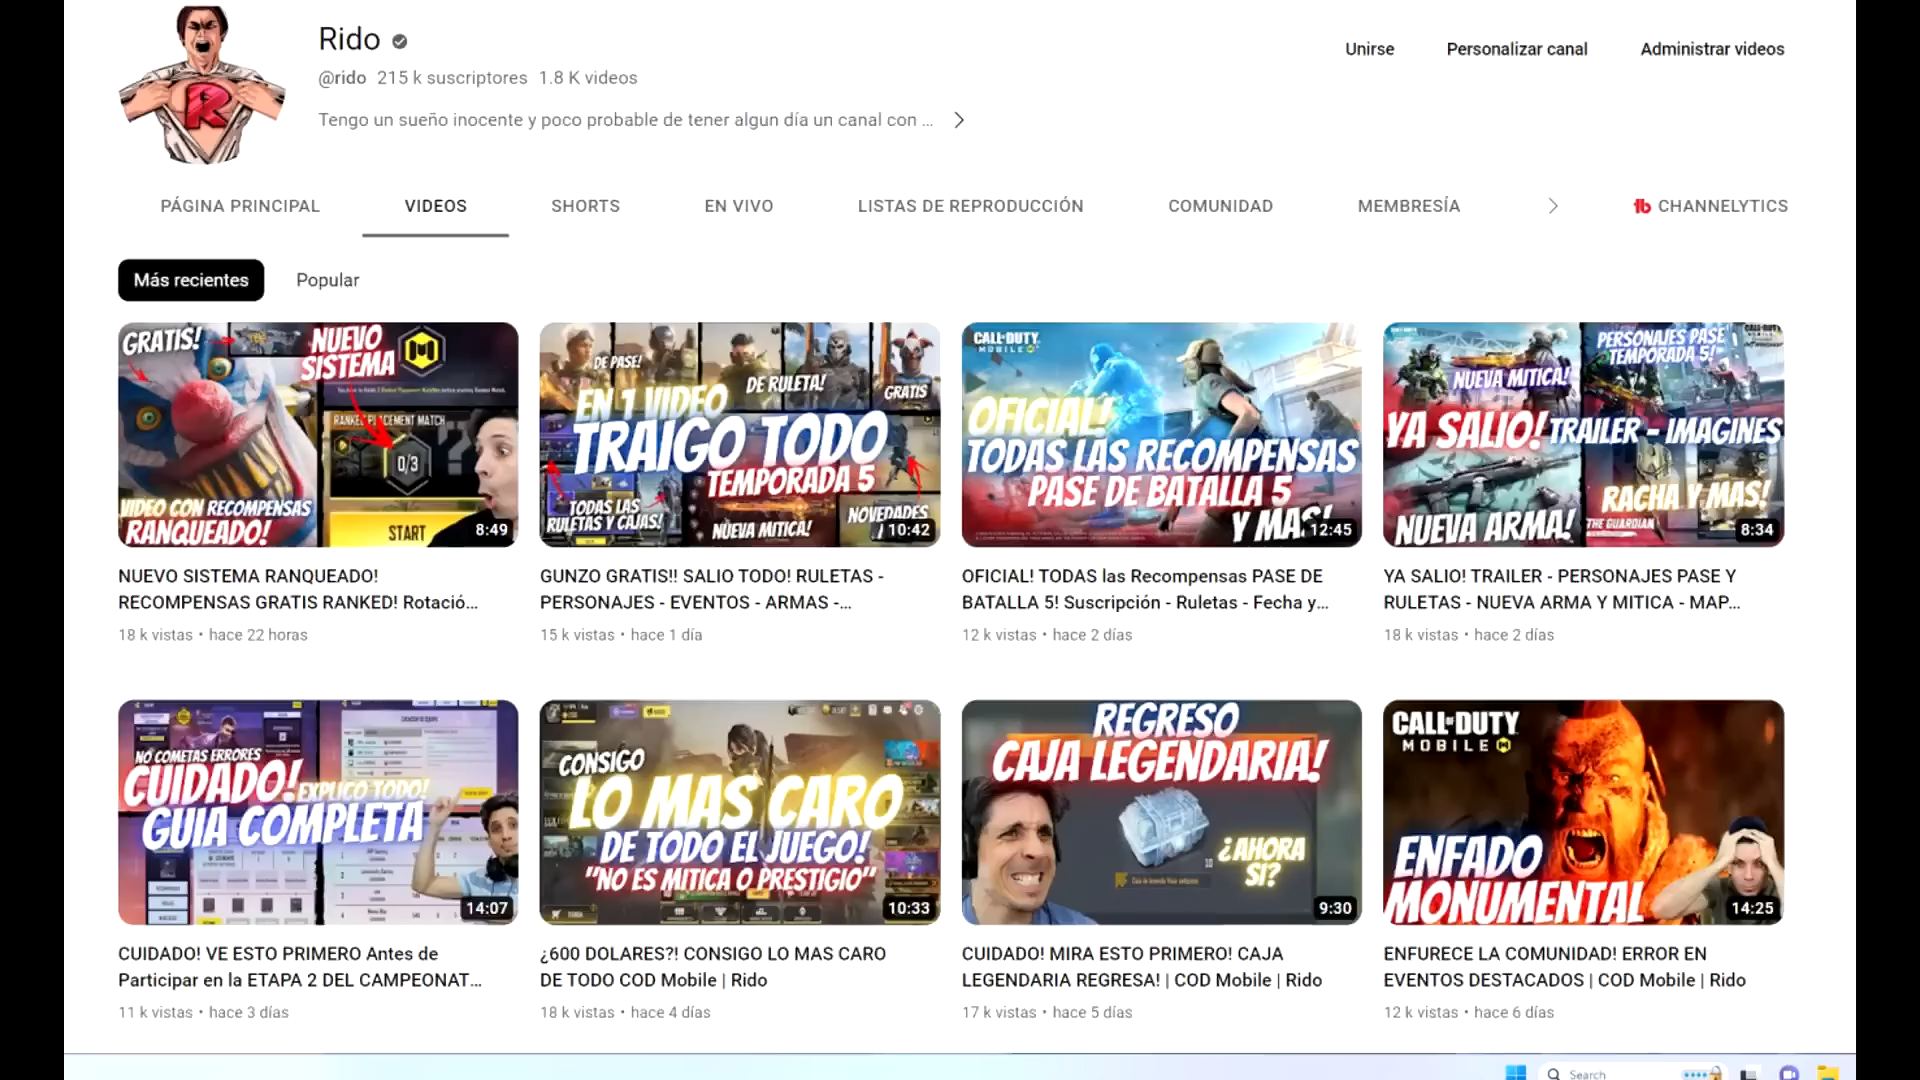 Rido
@rido 215 k suscriptores 1.8 K videos
Tengo un sueño inocente y poco probable de tener algun día un canal con ...
Unirse
Personalizar canal
Administrar videos
PÁGINA PRINCIPAL
VIDEOS
SHORTS
EN VIVO
LISTAS DE REPRODUCCIÓN
COMUNIDAD
MEMBRESÍA
CHANNELYTICS
Más recientes
Popular
GRATIS!
NUEVO
SISTEMA
RANKED PLACEMENT MATCH
0/3
VIDEO CON RECOMPENSAS
RANQUEADO!
START
8:49
DE PASE!
DE RULETA!
GRATIS
EN 1 VIDEO
TRAIGO TODO
TEMPORADA 5
TODAS LAS
RULETAS Y CAJAS!
NUEVA MITICA!
NOVEDADES
10:42
CALL OF DUTY
MOBILE
OFICIAL!
TODAS LAS RECOMPENSAS
PASE DE BATALLA 5
Y MAS!
12:45
PERSONAJES PASE
TEMPORADA 5!
NUEVA MITICA!
YA SALIO! TRAILER - IMAGINES
RACHA Y MAS!
NUEVA ARMA!
THE GUARDIAN
8:34
NUEVO SISTEMA RANQUEADO!
RECOMPENSAS GRATIS RANKED! Rotació...
18 k vistas • hace 22 horas
GUNZO GRATIS!! SALIO TODO! RULETAS -
PERSONAJES - EVENTOS - ARMAS -...
15 k vistas • hace 1 día
OFICIAL! TODAS las Recompensas PASE DE
BATALLA 5! Suscripción - Ruletas - Fecha y...
12 k vistas • hace 2 días
YA SALIO! TRAILER - PERSONAJES PASE Y
RULETAS - NUEVA ARMA Y MITICA - MAP...
18 k vistas • hace 2 días
NO COMETAS ERRORES
CUIDADO! EXPLICO TODO!
GUIA COMPLETA
14:07
CONSIGO
LO MAS CARO
DE TODO EL JUEGO!
"NO ES MITICA O PRESTIGIO"
10:33
REGRESO
CAJA LEGENDARIA!
¿AHORA
SI?
9:30
CALL OF DUTY
MOBILE
ENFADO
MONUMENTAL
14:25
CUIDADO! VE ESTO PRIMERO Antes de
Participar en la ETAPA 2 DEL CAMPEONAT...
11 k vistas • hace 3 días
¿600 DOLARES?! CONSIGO LO MAS CARO
DE TODO COD Mobile | Rido
18 k vistas • hace 4 días
CUIDADO! MIRA ESTO PRIMERO! CAJA
LEGENDARIA REGRESA! | COD Mobile | Rido
17 k vistas • hace 5 días
ENFURECE LA COMUNIDAD! ERROR EN
EVENTOS DESTACADOS | COD Mobile | Rido
12 k vistas • hace 6 días
Search